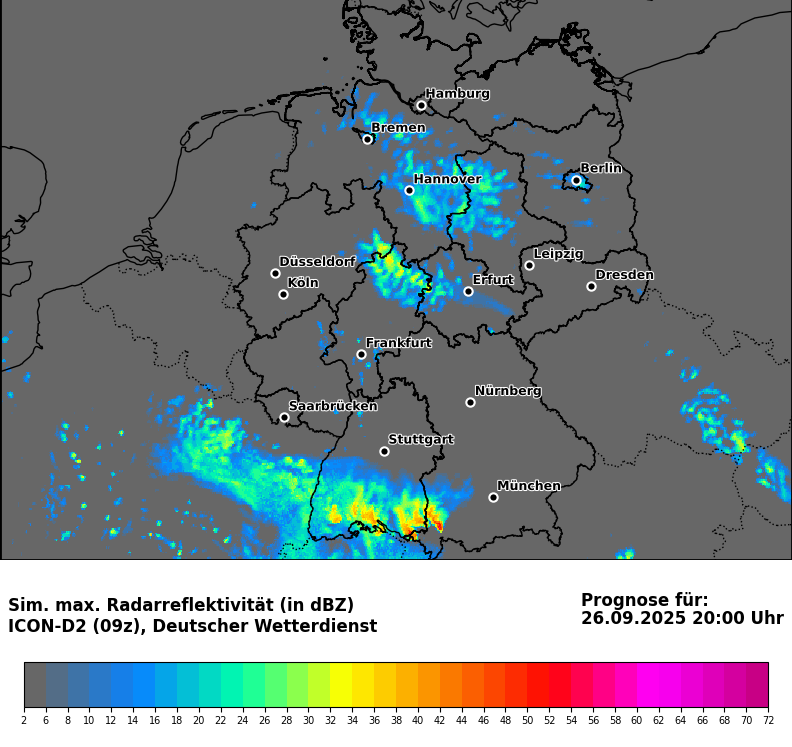 Hamburg
Bremen
Berlin
Hannover
Leipzig
Düsseldorf
Dresden
Köln
Erfurt
Frankfurt
Nürnberg
Saarbrücken
Stuttgart
München
Sim. max. Radarreflektivität (in dBZ)
ICON-D2 (09z), Deutscher Wetterdienst
Prognose für:
26.09.2025 20:00 Uhr
2 6 8 10 12 14 16 18 20 22 24 26 28 30 32 34 36 38 40 42 44 46 48 50 52 54 56 58 60 62 64 66 68 70 72